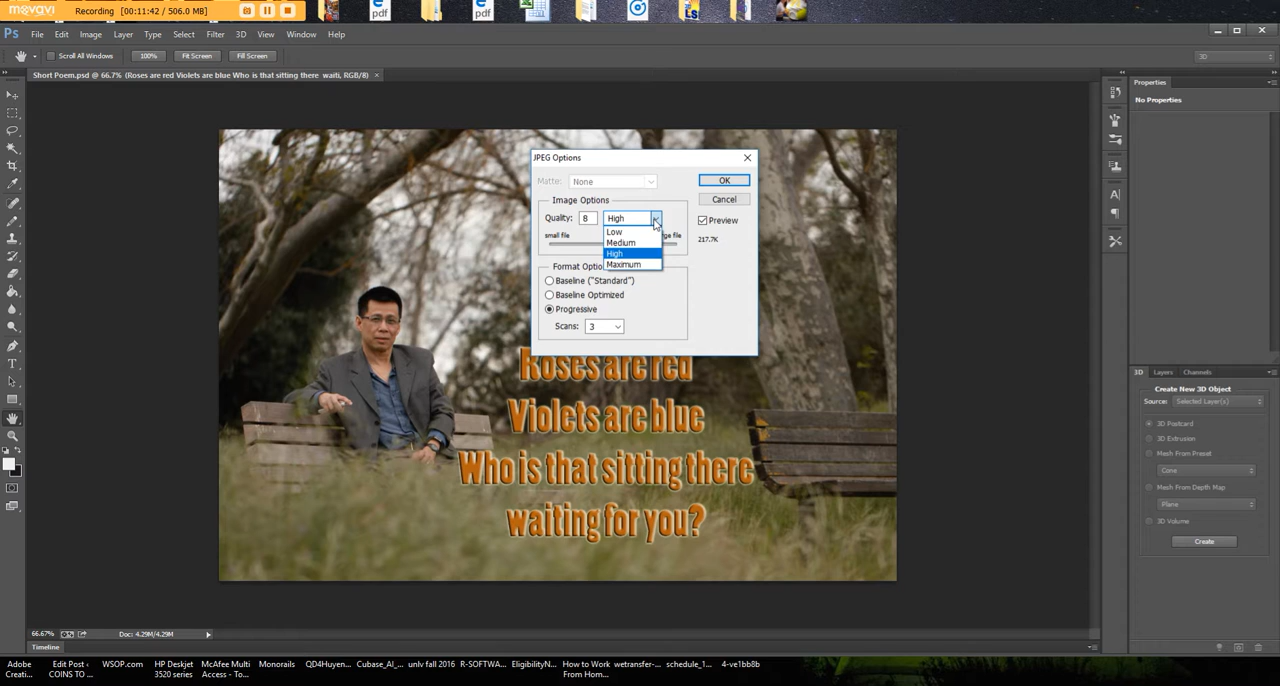 movavi Recording [00:11:42 / 506.0 MB]
pdf
pdf
Ps File Edit Image Layer Type Select Filter 3D View Window Help
Scroll All Windows 100% Fit Screen Fill Screen 3D
Short Poem.psd @ 66.7% (Roses are red Violets are blue Who is that sitting there waiti, RGB/8) ×
Properties
No Properties
JPEG Options
Matte: None
OK
Image Options
Cancel
Quality: 8 High
Preview
Low
small file
Medium
217.7K
High
Maximum
Baseline ("Standard")
Baseline Optimized
Progressive
Scans: 3
Roses are red
Violets are blue
Who is that sitting there
waiting for you?
3D Layers Channels
Create New 3D Object
Source: Selected Layer(s)
3D Postcard
3D Extrusion
Mesh From Preset
Cone
Mesh From Depth Map
Plane
3D Volume
Create
66.67% Doc: 4.29M/4.29M
Timeline
Adobe Creati...
Edit Post ‹ COINS TO ...
WSOP.com
HP Deskjet 3520 series
McAfee Multi Access - To...
Monorails
QD4Huyen...
Cubase_AI_...
unlv fall 2016
R-SOFTWA...
EligibilityN...
How to Work From Hom...
wetransfer-...
schedule_1...
4-ve1bb8b